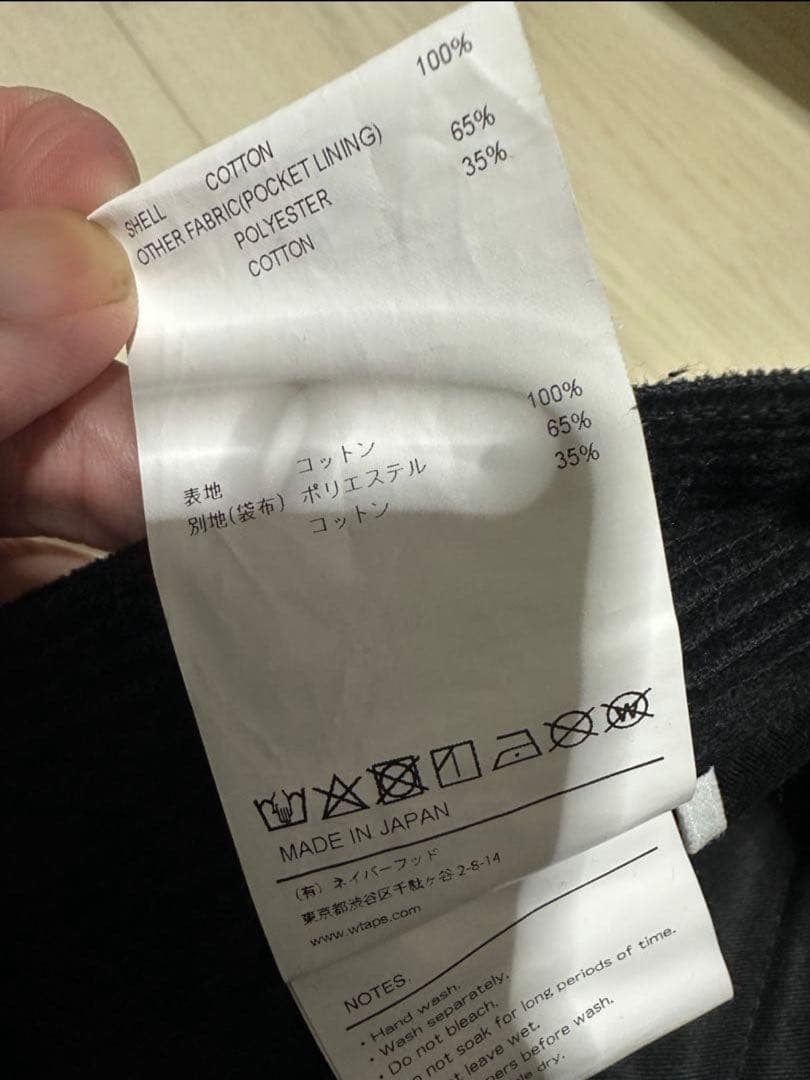 SHELL COTTON 100%
OTHER FABRIC(POCKET LINING)
POLYESTER 65%
COTTON 35%
表地 コットン 100%
別地(袋布) ポリエステル 65%
コットン 35%
W
MADE IN JAPAN
(有) ネイバーフッド
東京都渋谷区千駄ヶ谷2-8-14
www.wtaps.com
NOTES.
・Hand wash.
・Wash separately.
・Do not bleach.
not soak for long periods of time.
leave wet.
before wash.
dry.